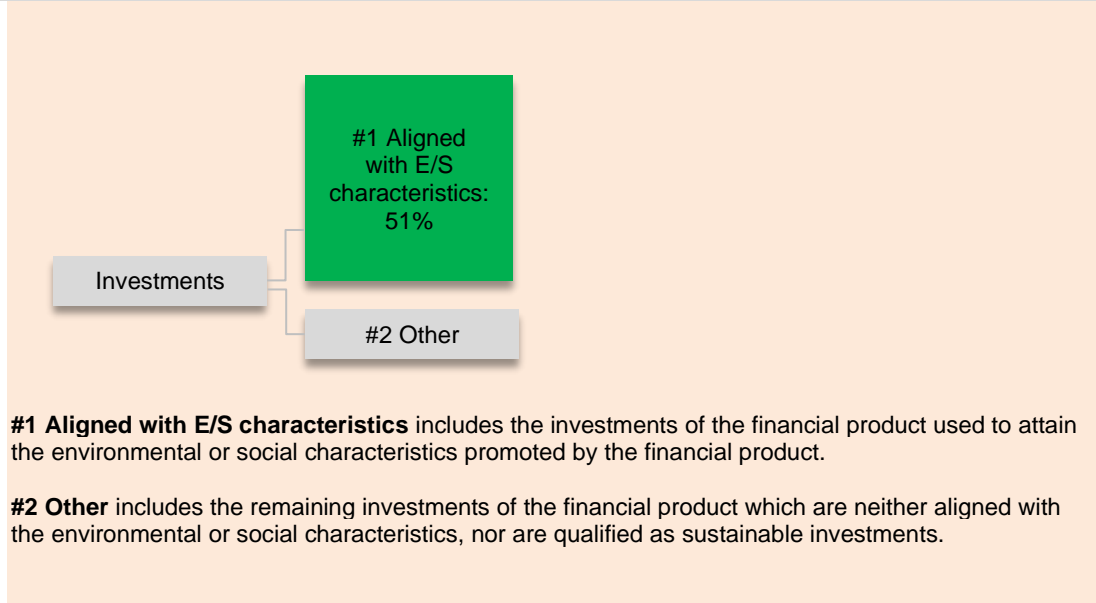 #1 Aligned
with E/S
characteristics:
51%
Investments
#2 Other
#1 Aligned with E/S characteristics includes the investments of the financial product used to attain
the environmental or social characteristics promoted by the financial product.
#2 Other includes the remaining investments of the financial product which are neither aligned with
the environmental or social characteristics, nor are qualified as sustainable investments.